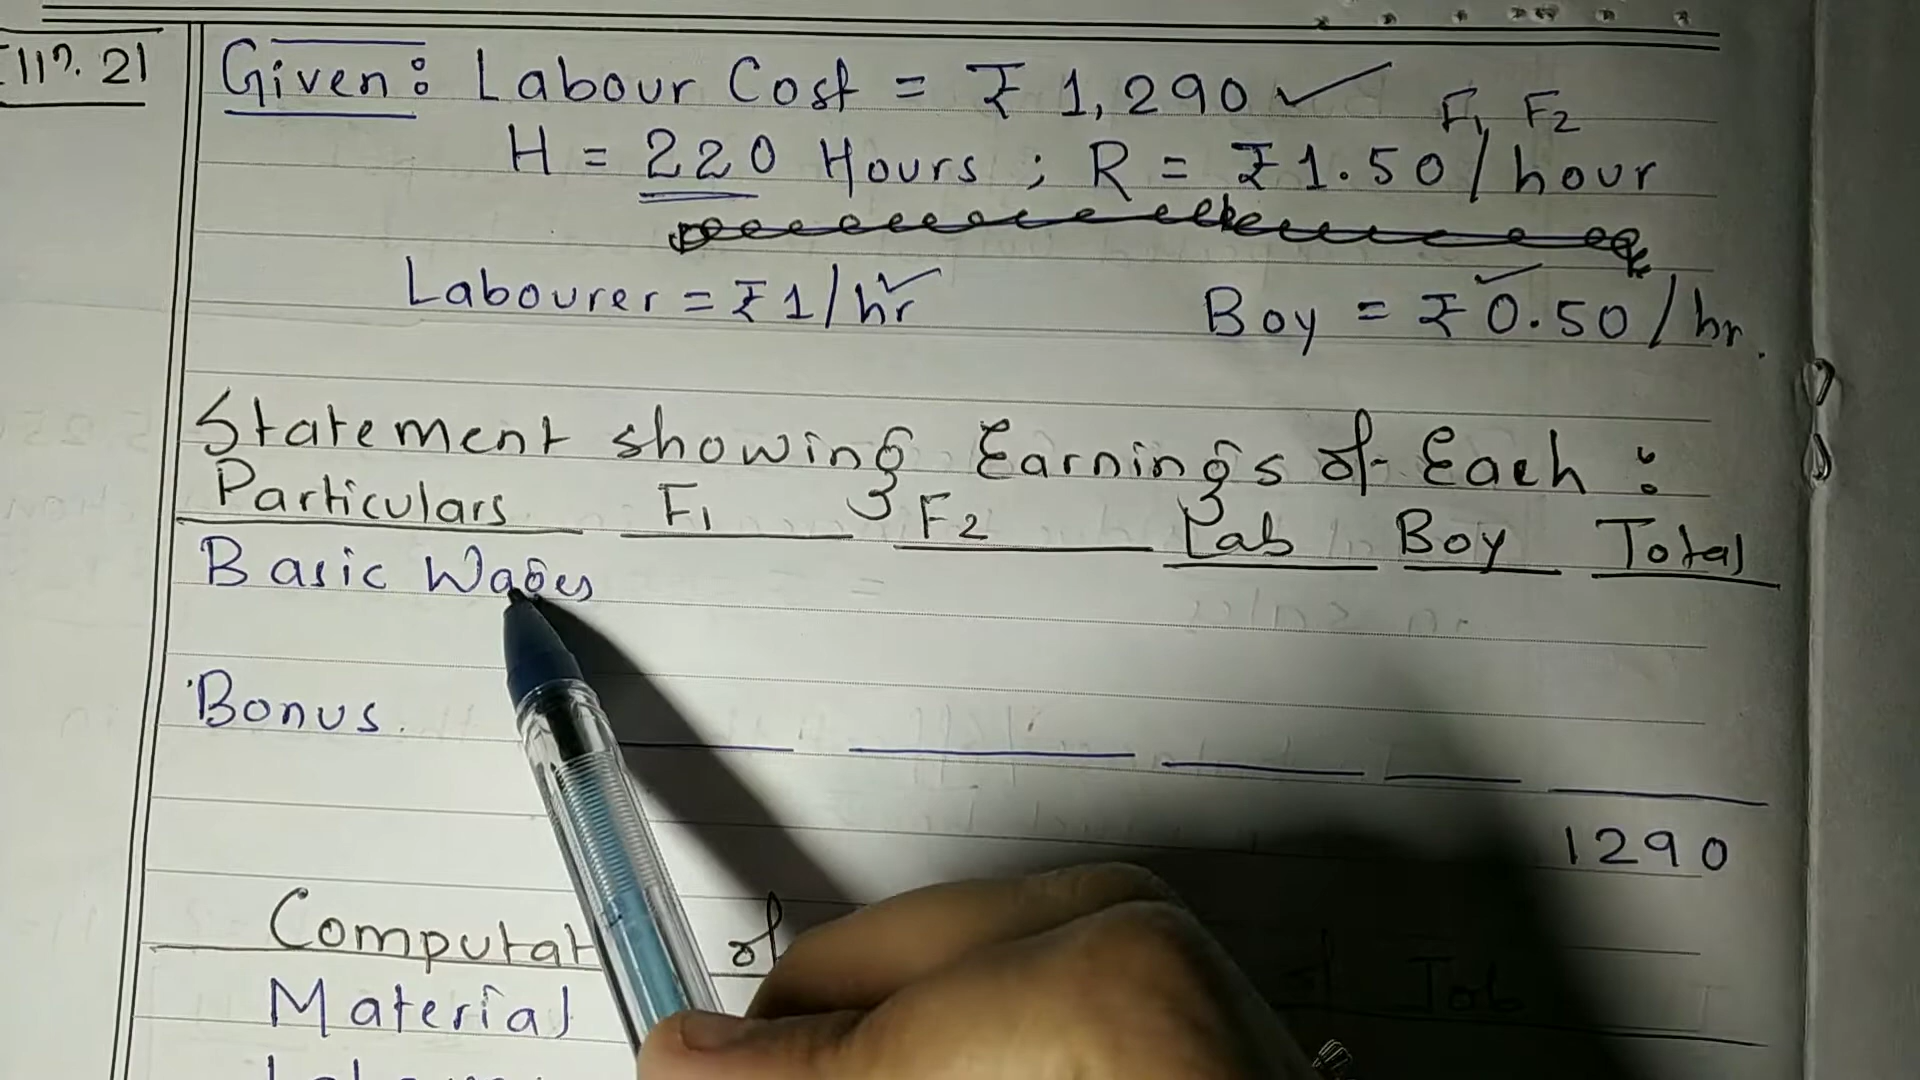 Ill?. 21
Given: Labour Cost = ₹ 1,290 ✓
F1 F2
H = 220 Hours ; R = ₹1.50/hour
Labourer = ₹1/hr
Boy = ₹0.50/hr.
Statement showing Earnings of Each :
Particulars F1 F2 Lab Boy Total
Basic Wages
Bonus.
1290
Computat of Job
Material